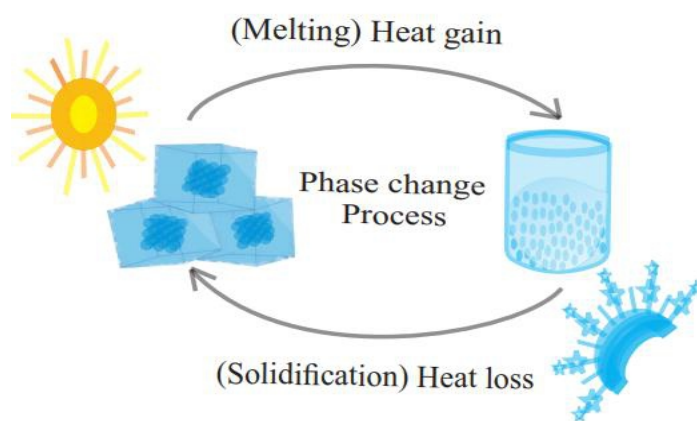 (Melting) Heat gain
Phase change
Process
(Solidification) Heat loss